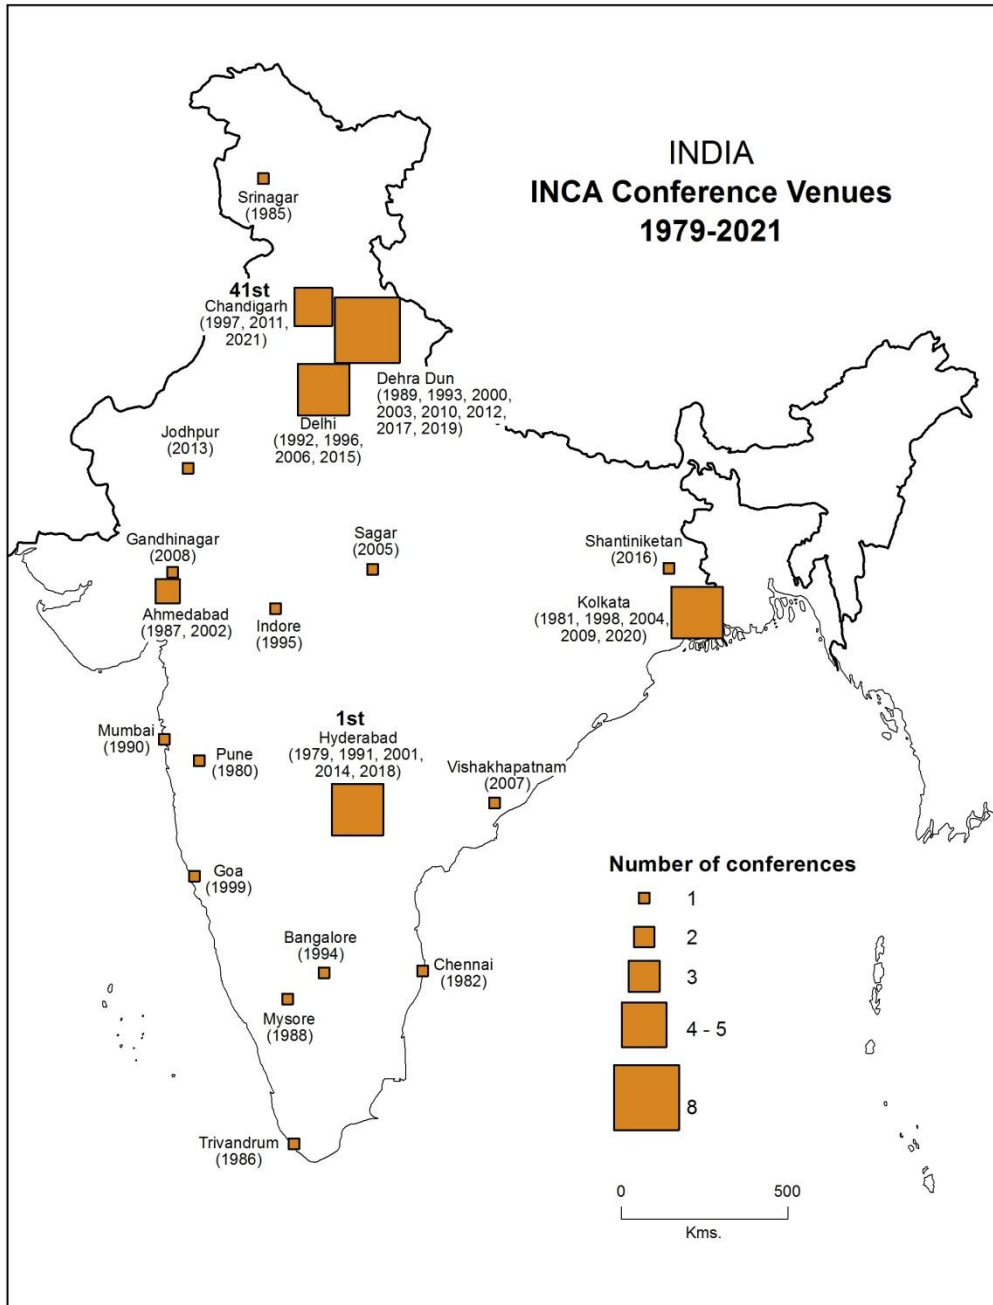 INDIA
INCA Conference Venues
1979-2021
Srinagar
(1985)
41st
Chandigarh
(1997, 2011,
2021)
Dehra Dun
(1989, 1993, 2000,
2003, 2010, 2012,
2017, 2019)
Delhi
(1992, 1996,
2006, 2015)
Jodhpur
(2013)
Gandhinagar
(2008)
Sagar
(2005)
Shantiniketan
(2016)
Ahmedabad
(1987, 2002)
Indore
(1995)
Kolkata
(1981, 1998, 2004,
2009, 2020)
1st
Hyderabad
(1979, 1991, 2001,
2014, 2018)
Mumbai
(1990)
Pune
(1980)
Vishakhapatnam
(2007)
Goa
(1999)
Bangalore
(1994)
Chennai
(1982)
Mysore
(1988)
Trivandrum
(1986)
Number of conferences
1
2
3
4 - 5
8
0 500
Kms.